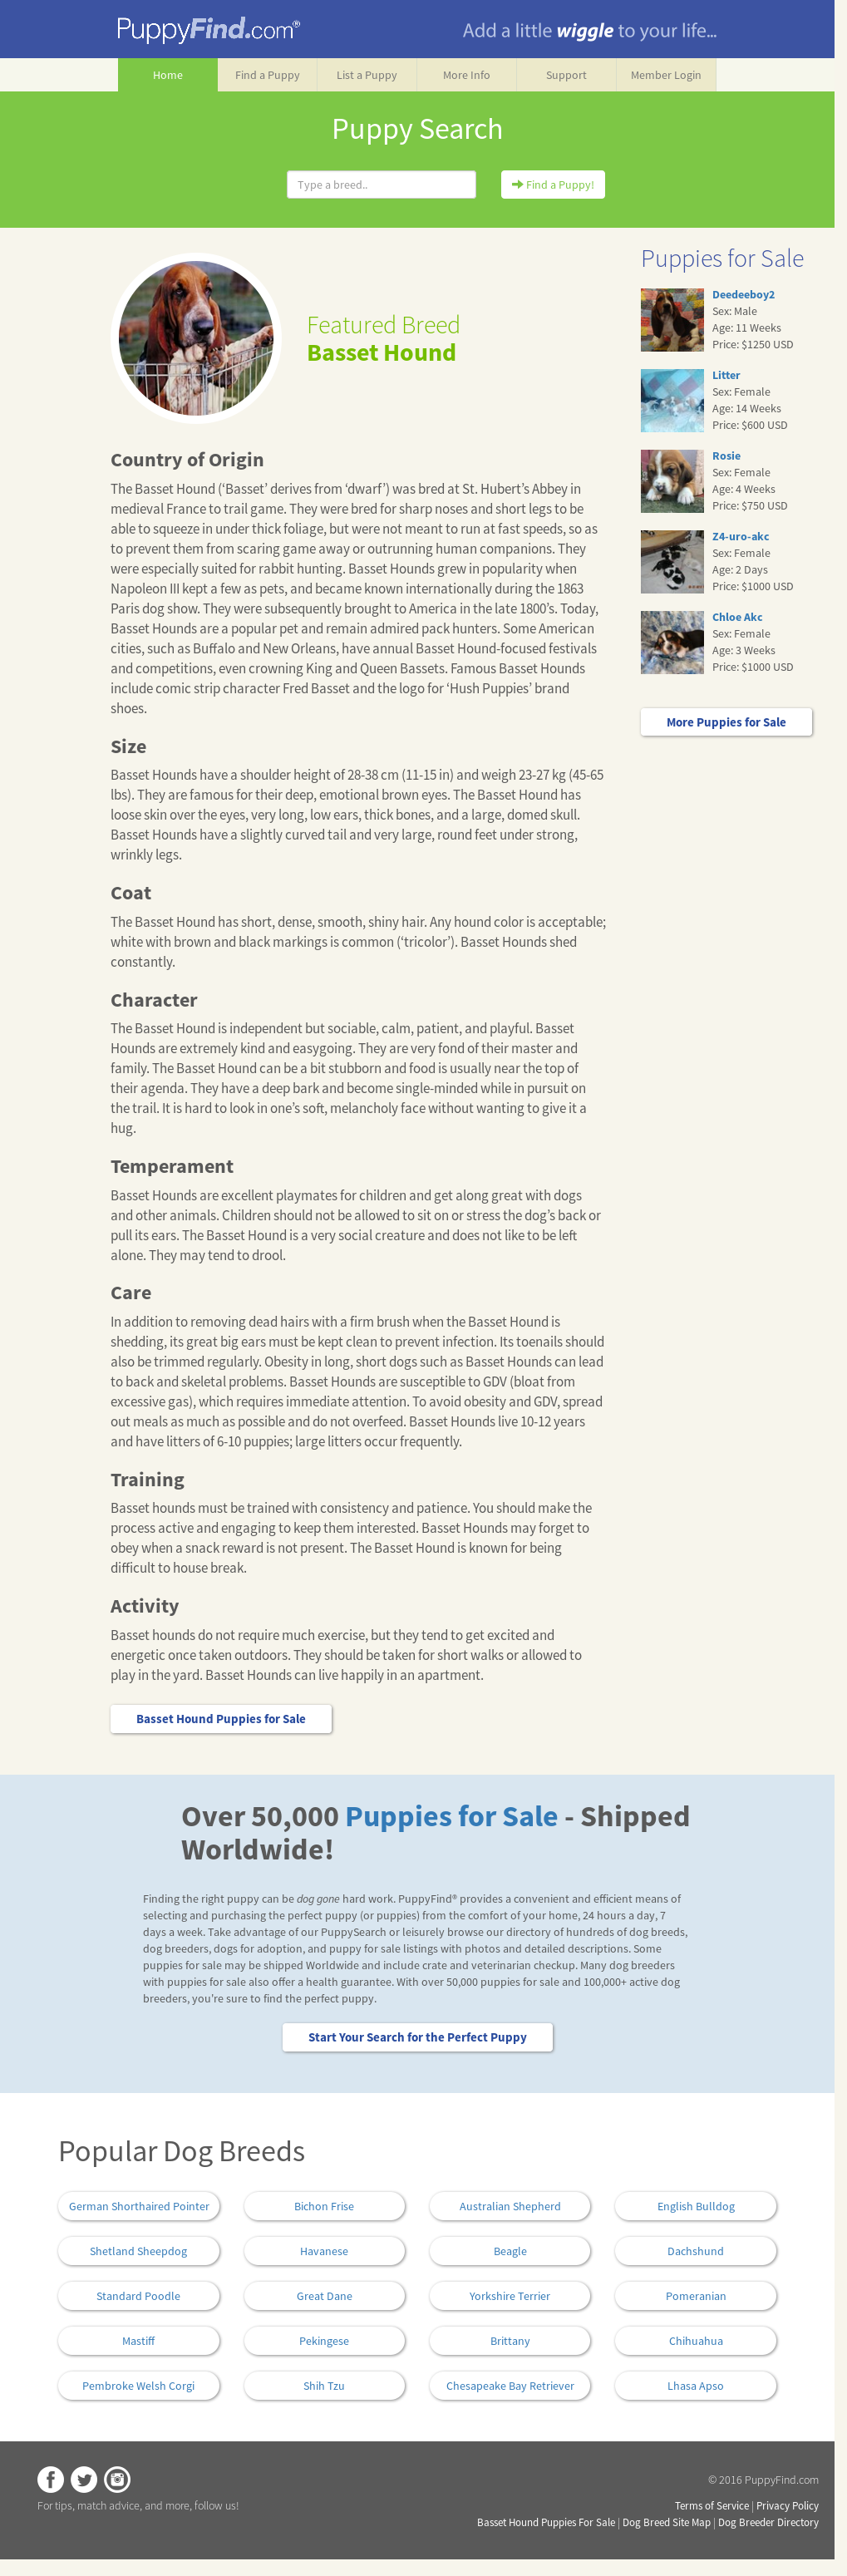 PuppyFind.com®
Add a little wiggle to your life...
Home
Find a Puppy
List a Puppy
More Info
Support
Member Login
Puppy Search
Type a breed..
Find a Puppy!
Featured Breed
Basset Hound
Country of Origin
The Basset Hound (‘Basset’ derives from ‘dwarf’) was bred at St. Hubert’s Abbey in
medieval France to trail game. They were bred for sharp noses and short legs to be
able to squeeze in under thick foliage, but were not meant to run at fast speeds, so as
to prevent them from scaring game away or outrunning human companions. They
were especially suited for rabbit hunting. Basset Hounds grew in popularity when
Napoleon III kept a few as pets, and became known internationally during the 1863
Paris dog show. They were subsequently brought to America in the late 1800’s. Today,
Basset Hounds are a popular pet and remain admired pack hunters. Some American
cities, such as Buffalo and New Orleans, have annual Basset Hound-focused festivals
and competitions, even crowning King and Queen Bassets. Famous Basset Hounds
include comic strip character Fred Basset and the logo for ‘Hush Puppies’ brand
shoes.
Size
Basset Hounds have a shoulder height of 28-38 cm (11-15 in) and weigh 23-27 kg (45-65
lbs). They are famous for their deep, emotional brown eyes. The Basset Hound has
loose skin over the eyes, very long, low ears, thick bones, and a large, domed skull.
Basset Hounds have a slightly curved tail and very large, round feet under strong,
wrinkly legs.
Coat
The Basset Hound has short, dense, smooth, shiny hair. Any hound color is acceptable;
white with brown and black markings is common (‘tricolor’). Basset Hounds shed
constantly.
Character
The Basset Hound is independent but sociable, calm, patient, and playful. Basset
Hounds are extremely kind and easygoing. They are very fond of their master and
family. The Basset Hound can be a bit stubborn and food is usually near the top of
their agenda. They have a deep bark and become single-minded while in pursuit on
the trail. It is hard to look in one’s soft, melancholy face without wanting to give it a
hug.
Temperament
Basset Hounds are excellent playmates for children and get along great with dogs
and other animals. Children should not be allowed to sit on or stress the dog’s back or
pull its ears. The Basset Hound is a very social creature and does not like to be left
alone. They may tend to drool.
Care
In addition to removing dead hairs with a firm brush when the Basset Hound is
shedding, its great big ears must be kept clean to prevent infection. Its toenails should
also be trimmed regularly. Obesity in long, short dogs such as Basset Hounds can lead
to back and skeletal problems. Basset Hounds are susceptible to GDV (bloat from
excessive gas), which requires immediate attention. To avoid obesity and GDV, spread
out meals as much as possible and do not overfeed. Basset Hounds live 10-12 years
and have litters of 6-10 puppies; large litters occur frequently.
Training
Basset hounds must be trained with consistency and patience. You should make the
process active and engaging to keep them interested. Basset Hounds may forget to
obey when a snack reward is not present. The Basset Hound is known for being
difficult to house break.
Activity
Basset hounds do not require much exercise, but they tend to get excited and
energetic once taken outdoors. They should be taken for short walks or allowed to
play in the yard. Basset Hounds can live happily in an apartment.
Basset Hound Puppies for Sale
Puppies for Sale
Deedeeboy2
Sex: Male
Age: 11 Weeks
Price: $1250 USD
Litter
Sex: Female
Age: 14 Weeks
Price: $600 USD
Rosie
Sex: Female
Age: 4 Weeks
Price: $750 USD
Z4-uro-akc
Sex: Female
Age: 2 Days
Price: $1000 USD
Chloe Akc
Sex: Female
Age: 3 Weeks
Price: $1000 USD
More Puppies for Sale
Over 50,000 Puppies for Sale - Shipped
Worldwide!
Finding the right puppy can be dog gone hard work. PuppyFind® provides a convenient and efficient means of
selecting and purchasing the perfect puppy (or puppies) from the comfort of your home, 24 hours a day, 7
days a week. Take advantage of our PuppySearch or leisurely browse our directory of hundreds of dog breeds,
dog breeders, dogs for adoption, and puppy for sale listings with photos and detailed descriptions. Some
puppies for sale may be shipped Worldwide and include crate and veterinarian checkup. Many dog breeders
with puppies for sale also offer a health guarantee. With over 50,000 puppies for sale and 100,000+ active dog
breeders, you're sure to find the perfect puppy.
Start Your Search for the Perfect Puppy
Popular Dog Breeds
German Shorthaired Pointer
Bichon Frise
Australian Shepherd
English Bulldog
Shetland Sheepdog
Havanese
Beagle
Dachshund
Standard Poodle
Great Dane
Yorkshire Terrier
Pomeranian
Mastiff
Pekingese
Brittany
Chihuahua
Pembroke Welsh Corgi
Shih Tzu
Chesapeake Bay Retriever
Lhasa Apso
For tips, match advice, and more, follow us!
© 2016 PuppyFind.com
Terms of Service | Privacy Policy
Basset Hound Puppies For Sale | Dog Breed Site Map | Dog Breeder Directory